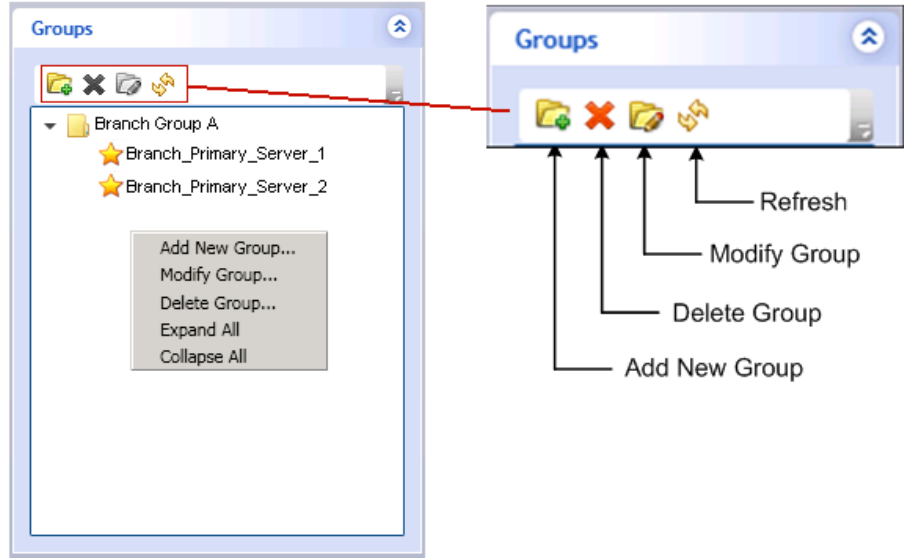 Groups
Branch Group A
Branch_Primary_Server_1
Branch_Primary_Server_2
Add New Group...
Modify Group...
Delete Group...
Expand All
Collapse All
Groups
Refresh
Modify Group
Delete Group
Add New Group